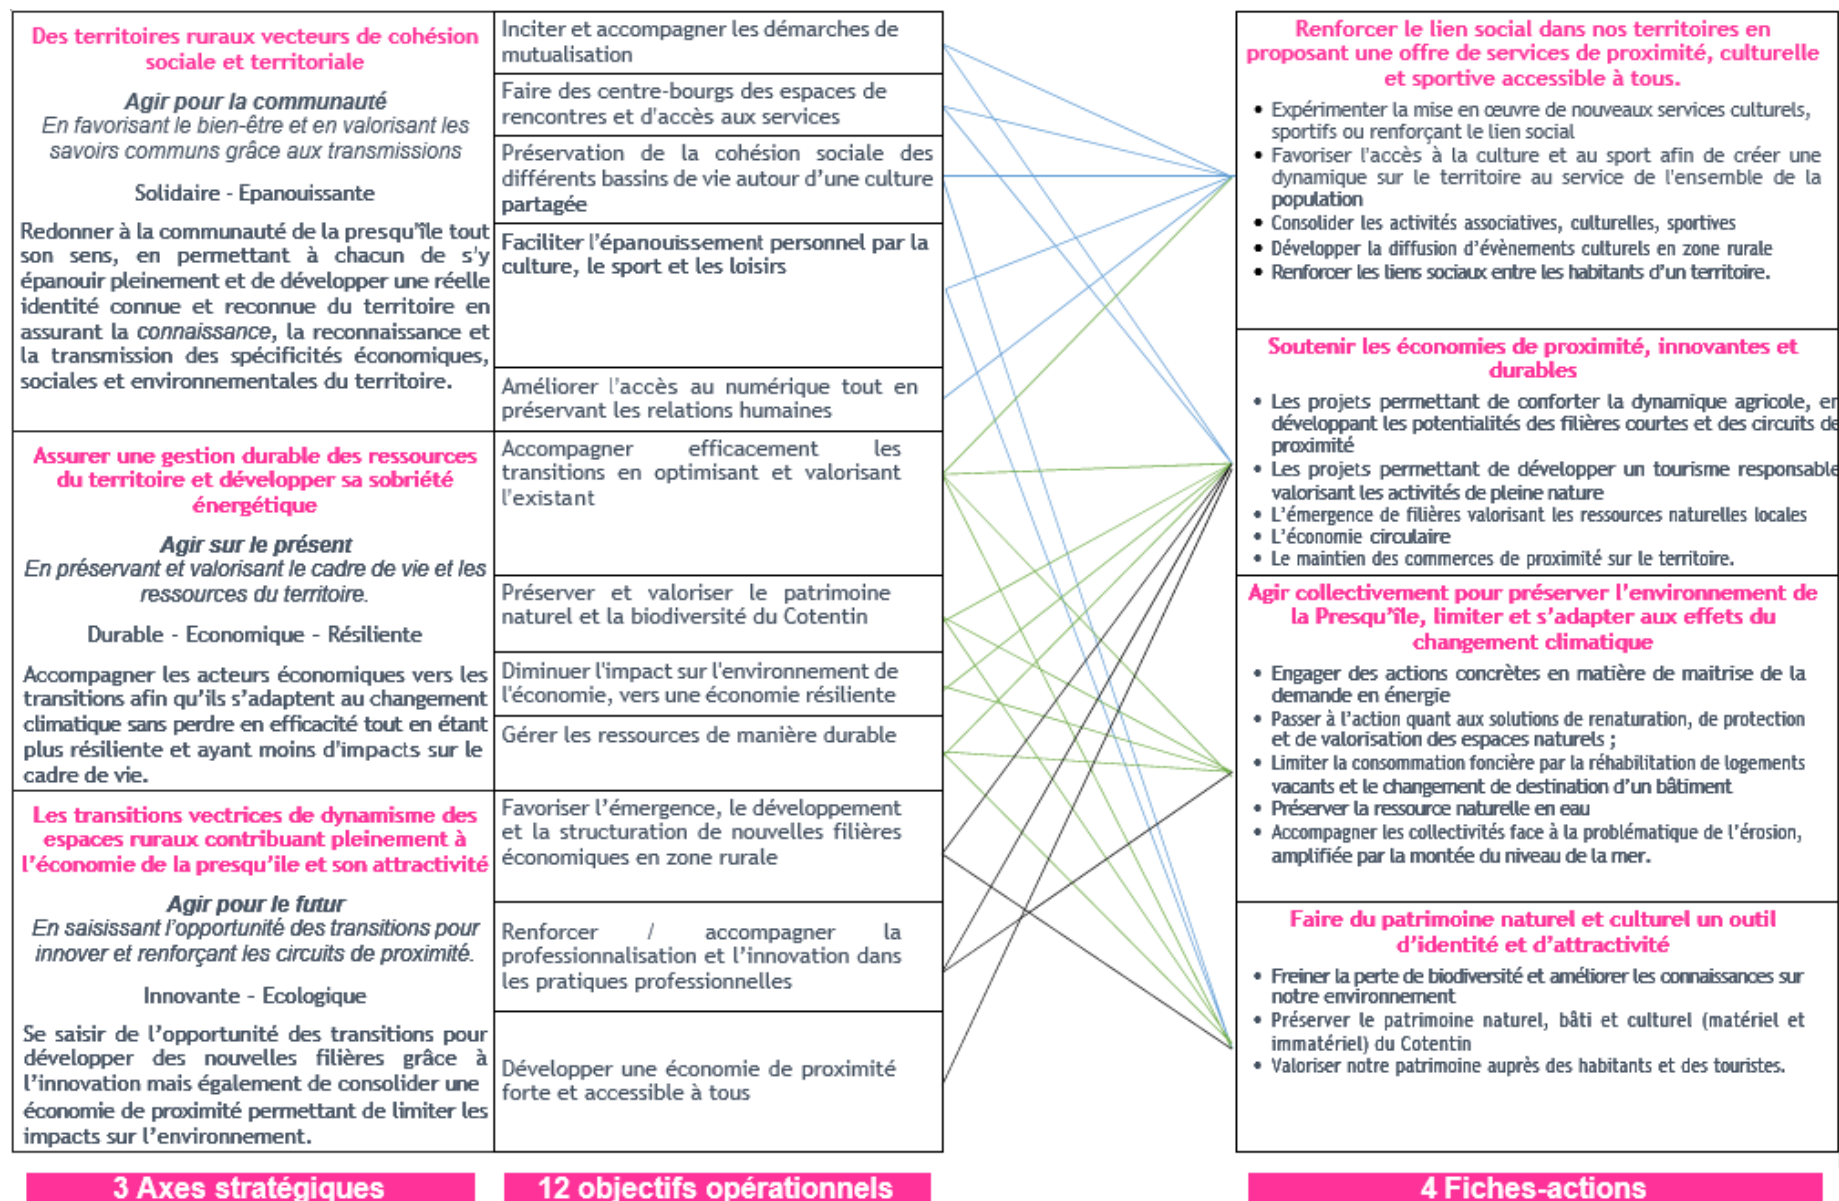 Des territoires ruraux vecteurs de cohésion
sociale et territoriale
Agir pour la communauté
En favorisant le bien-être et en valorisant les
savoirs communs grâce aux transmissions
Solidaire - Epanouissante
Redonner à la communauté de la presqu'île tout
son sens, en permettant à chacun de s'y
épanouir pleinement et de développer une réelle
identité connue et reconnue du territoire en
assurant la connaissance, la reconnaissance et
la transmission des spécificités économiques,
sociales et environnementales du territoire.
Inciter et accompagner les démarches de
mutualisation
Faire des centre-bourgs des espaces de
rencontres et d'accès aux services
Préservation de la cohésion sociale des
différents bassins de vie autour d'une culture
partagée
Faciliter l'épanouissement personnel par la
culture, le sport et les loisirs
Améliorer l'accès au numérique tout en
préservant les relations humaines
Assurer une gestion durable des ressources
du territoire et développer sa sobriété
énergétique
Agir sur le présent
En préservant et valorisant le cadre de vie et les
ressources du territoire.
Durable - Economique - Résiliente
Accompagner les acteurs économiques vers les
transitions afin qu'ils s'adaptent au changement
climatique sans perdre en efficacité tout en étant
plus résiliente et ayant moins d'impacts sur le
cadre de vie.
Accompagner efficacement les
transitions en optimisant et valorisant
l'existant
Préserver et valoriser le patrimoine
naturel et la biodiversité du Cotentin
Diminuer l'impact sur l'environnement de
l'économie, vers une économie résiliente
Gérer les ressources de manière durable
Les transitions vectrices de dynamisme des
espaces ruraux contribuant pleinement à
l'économie de la presqu'ile et son attractivité
Agir pour le futur
En saisissant l'opportunité des transitions pour
innover et renforçant les circuits de proximité.
Innovante - Ecologique
Se saisir de l'opportunité des transitions pour
développer des nouvelles filières grâce à
l'innovation mais également de consolider une
économie de proximité permettant de limiter les
impacts sur l'environnement.
Favoriser l'émergence, le développement
et la structuration de nouvelles filières
économiques en zone rurale
Renforcer / accompagner la
professionnalisation et l'innovation dans
les pratiques professionnelles
Développer une économie de proximité
forte et accessible à tous
Renforcer le lien social dans nos territoires en
proposant une offre de services de proximité, culturelle
et sportive accessible à tous.
• Expérimenter la mise en œuvre de nouveaux services culturels,
sportifs ou renforçant le lien social
• Favoriser l'accès à la culture et au sport afin de créer une
dynamique sur le territoire au service de l'ensemble de la
population
• Consolider les activités associatives, culturelles, sportives
• Développer la diffusion d'évènements culturels en zone rurale
• Renforcer les liens sociaux entre les habitants d'un territoire.
Soutenir les économies de proximité, innovantes et
durables
• Les projets permettant de conforter la dynamique agricole, en
développant les potentialités des filières courtes et des circuits de
proximité
• Les projets permettant de développer un tourisme responsable
valorisant les activités de pleine nature
• L'émergence de filières valorisant les ressources naturelles locales
• L'économie circulaire
• Le maintien des commerces de proximité sur le territoire.
Agir collectivement pour préserver l'environnement de
la Presqu'île, limiter et s'adapter aux effets du
changement climatique
• Engager des actions concrètes en matière de maitrise de la
demande en énergie
• Passer à l'action quant aux solutions de renaturation, de protection
et de valorisation des espaces naturels ;
• Limiter la consommation foncière par la réhabilitation de logements
vacants et le changement de destination d'un bâtiment
• Préserver la ressource naturelle en eau
• Accompagner les collectivités face à la problématique de l'érosion,
amplifiée par la montée du niveau de la mer.
Faire du patrimoine naturel et culturel un outil
d'identité et d'attractivité
• Freiner la perte de biodiversité et améliorer les connaissances sur
notre environnement
• Préserver le patrimoine naturel, bâti et culturel (matériel et
immatériel) du Cotentin
• Valoriser notre patrimoine auprès des habitants et des touristes.
3 Axes stratégiques
12 objectifs opérationnels
4 Fiches-actions